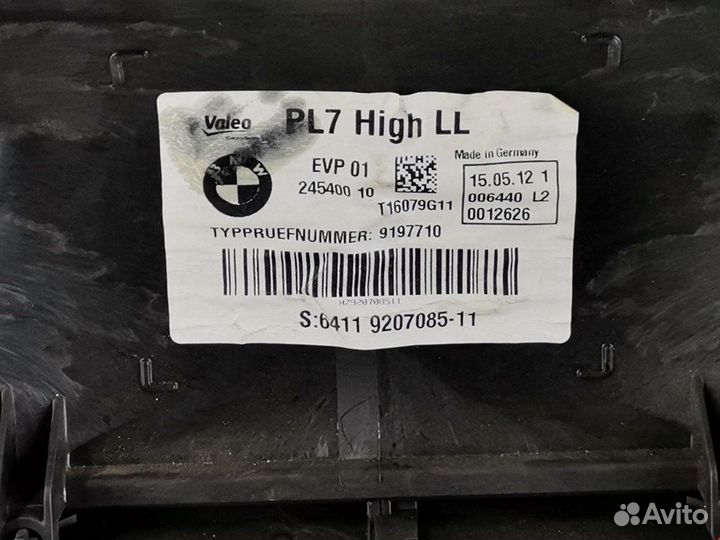 Valeo
PL7 High LL
BMW
EVP 01
245400 10
T16079G11
Made in Germany
15.05.12 1
006440 L2
0012626
TYPPRUEFNUMMER: 9197710
HZ920708511
S:6411 9207085-11
Avito